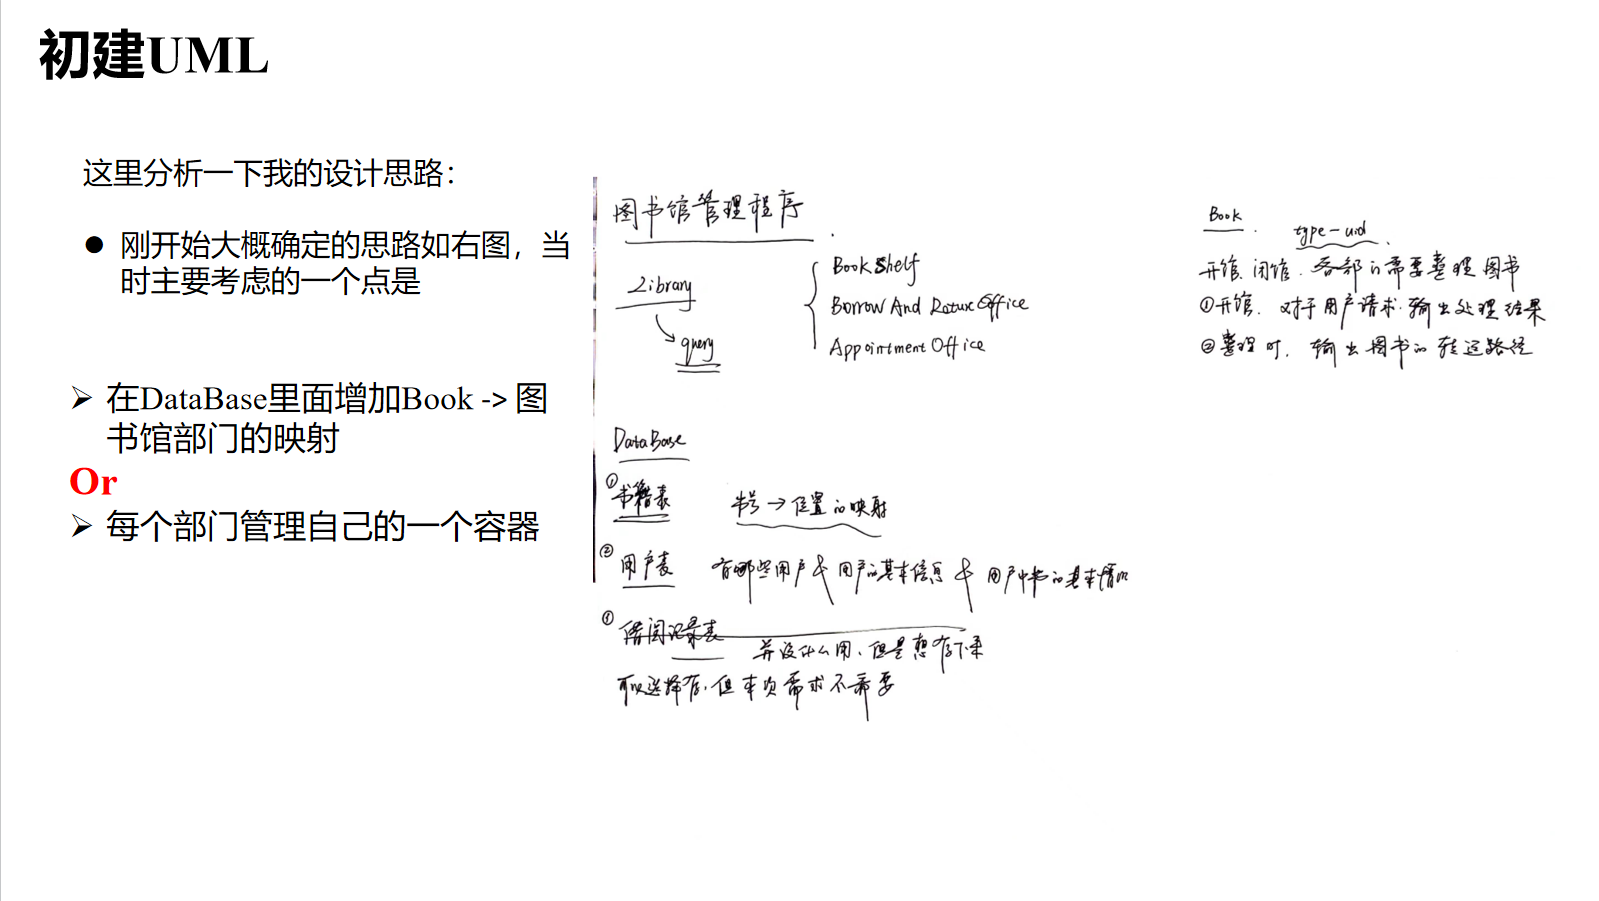 初建UML
这里分析一下我的设计思路：
● 刚开始大概确定的思路如右图，当
时主要考虑的一个点是
➢ 在DataBase里面增加Book -> 图
书馆部门的映射
Or
➢ 每个部门管理自己的一个容器
图书馆管理程序.
Library
query
BookShelf
Borrow And Return Office
Appointment Office
DataBase
① 书籍表
书号→位置的映射
② 用户表
有哪些用户 & 用户的基本信息 & 用户中书的基本情况
借阅记录表
并没什么用，但是想存下来
可以选择存，但本次需求不需要
Book.
type-uid.
开馆.闭馆. 各部门需要整理图书
①开馆. 对于用户请求.输出处理结果
②整理时. 输出图书的转运路径